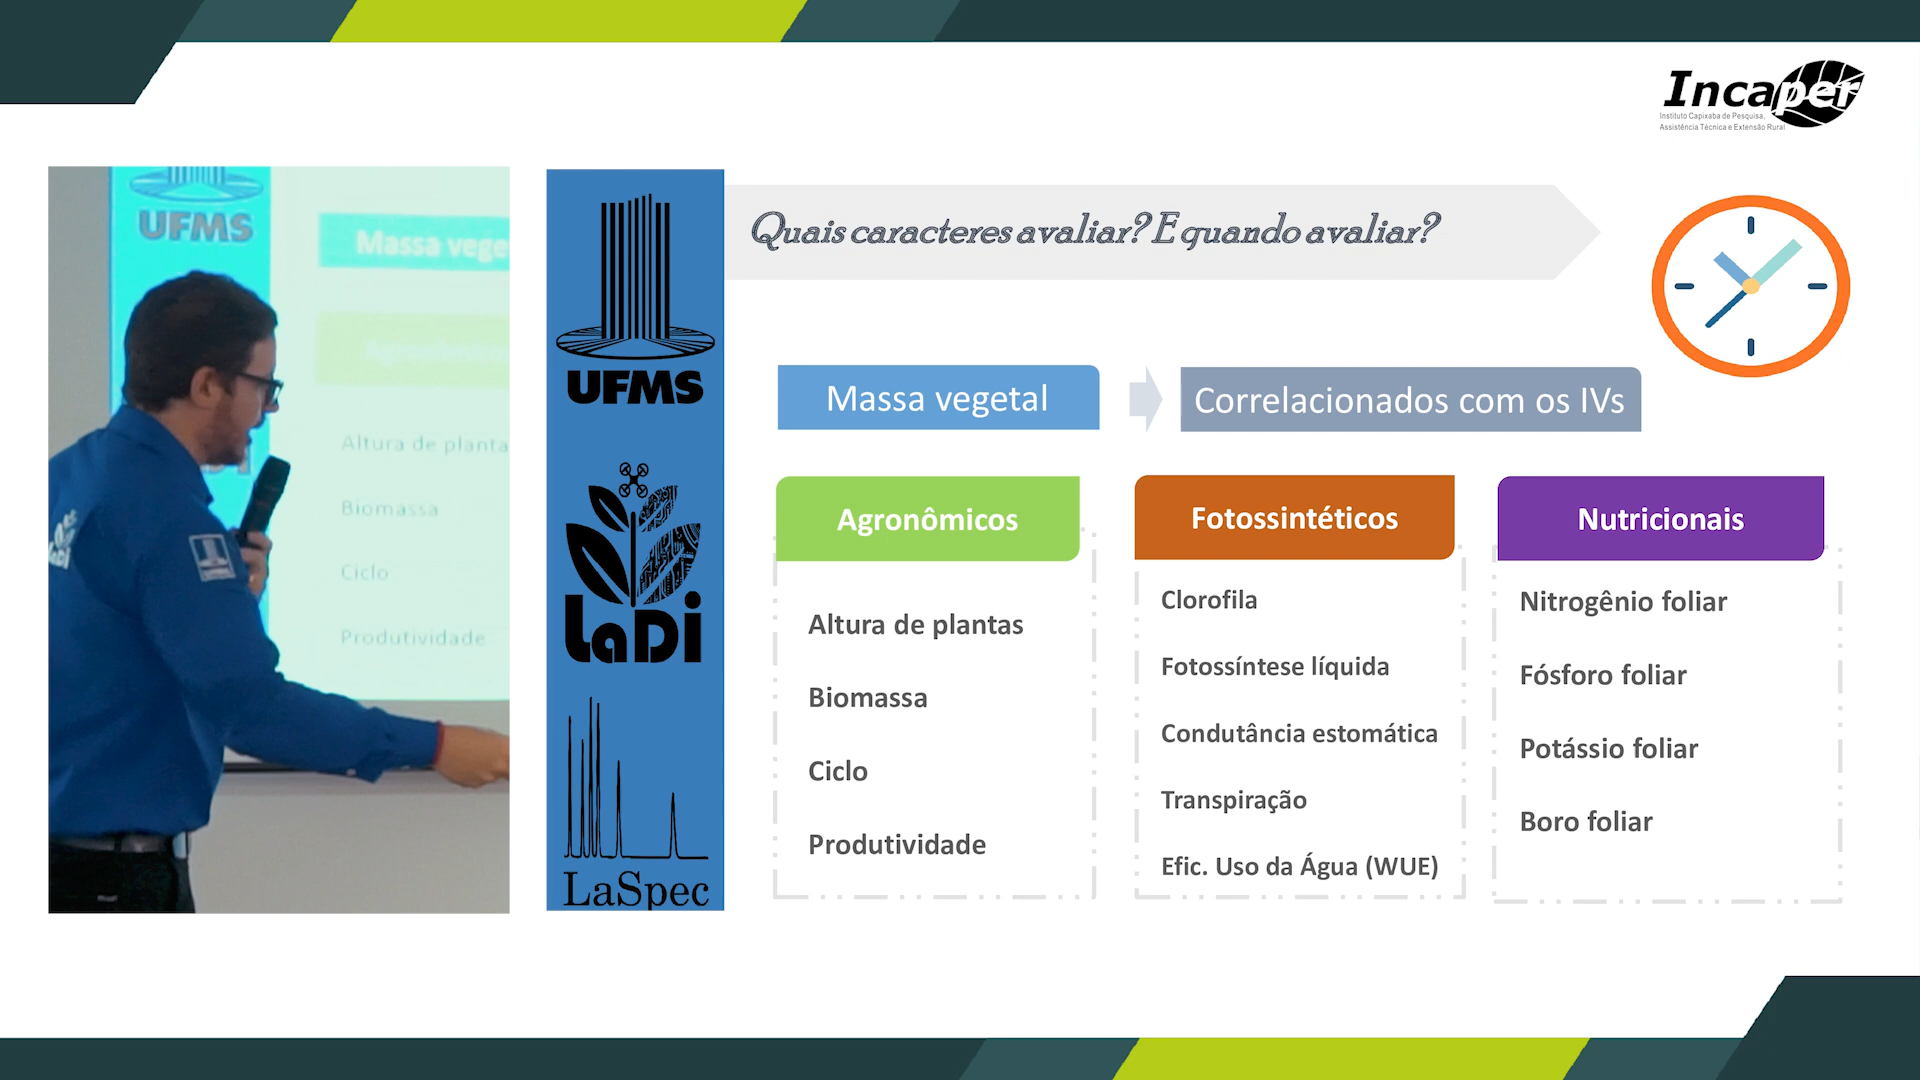 Incaper
Instituto Capixaba de Pesquisa,
Assistência Técnica e Extensão Rural
UFMS
Massa vege
Altura de planta
Biomassa
Ciclo
Produtividade
LaDi
UFMS
LaDi
LaSpec
Quais caracteres avaliar? E quando avaliar?
Massa vegetal
Correlacionados com os IVs
Agronômicos
Altura de plantas
Biomassa
Ciclo
Produtividade
Fotossintéticos
Clorofila
Fotossíntese líquida
Condutância estomática
Transpiração
Efic. Uso da Água (WUE)
Nutricionais
Nitrogênio foliar
Fósforo foliar
Potássio foliar
Boro foliar